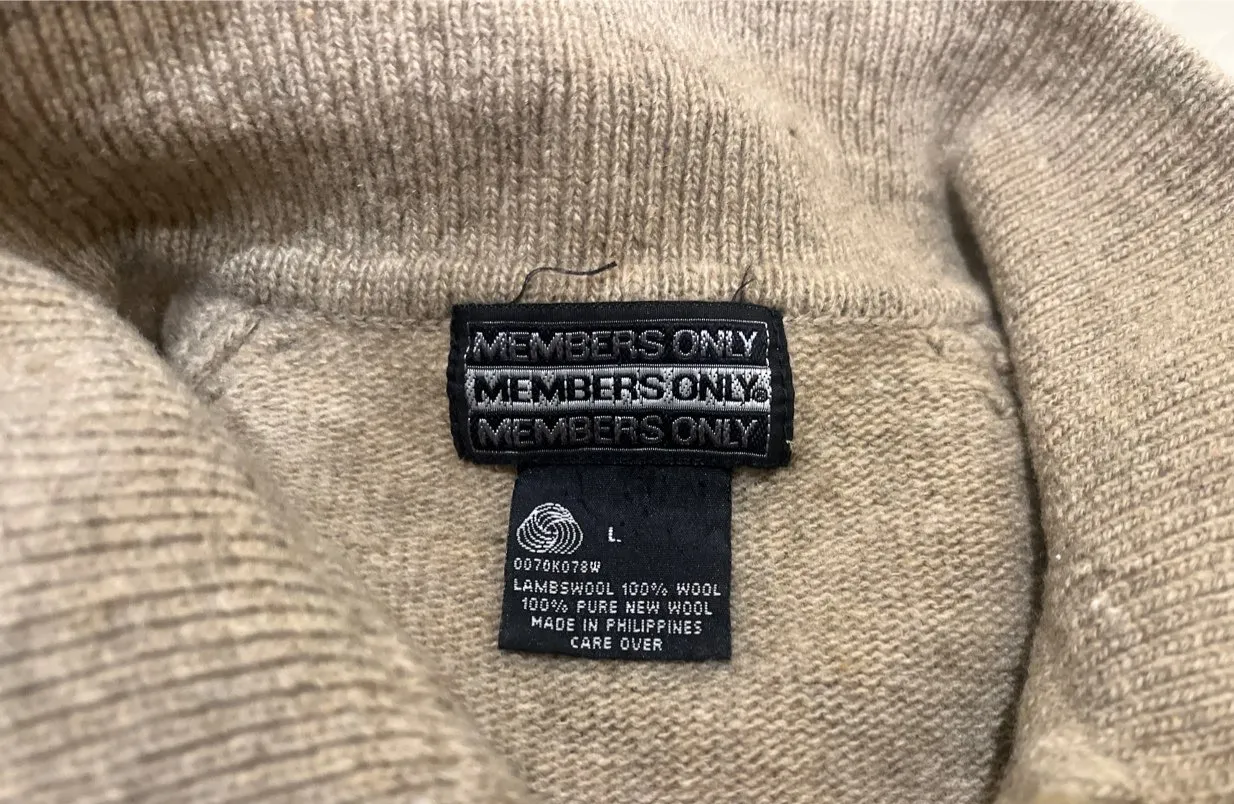 MEMBERS ONLY
MEMBERS ONLY®
MEMBERS ONLY
L
0070K078W
LAMBSWOOL 100% WOOL
100% PURE NEW WOOL
MADE IN PHILIPPINES
CARE OVER